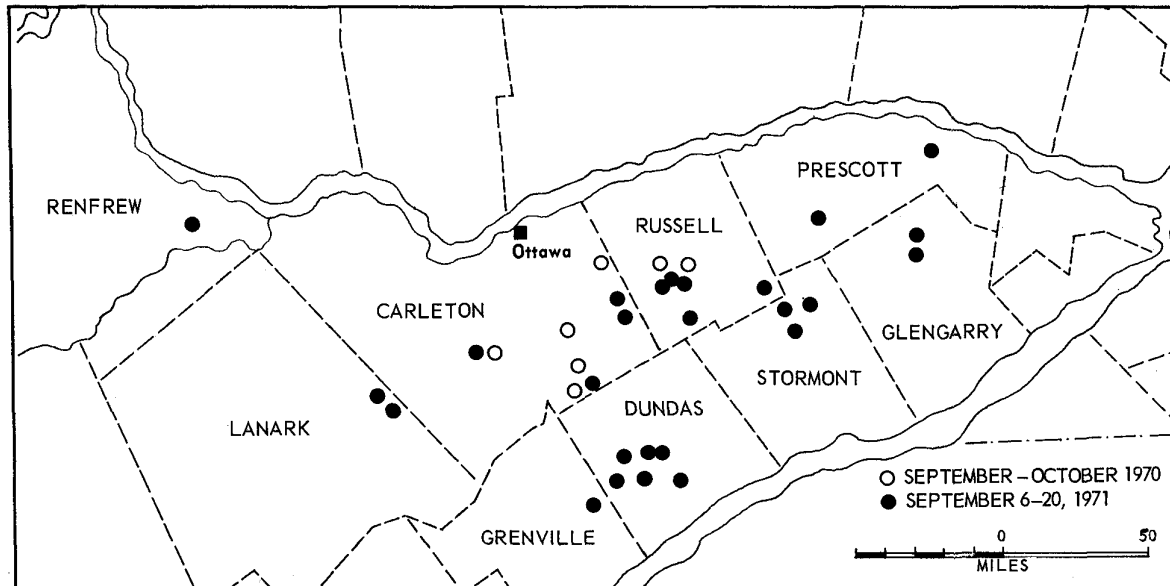 PRESCOTT
RENFREW
RUSSELL
Ottawa
CARLETON
GLENGARRY
STORMONT
DUNDAS
LANARK
SEPTEMBER – OCTOBER 1970
SEPTEMBER 6–20, 1971
GRENVILLE
0 50
MILES